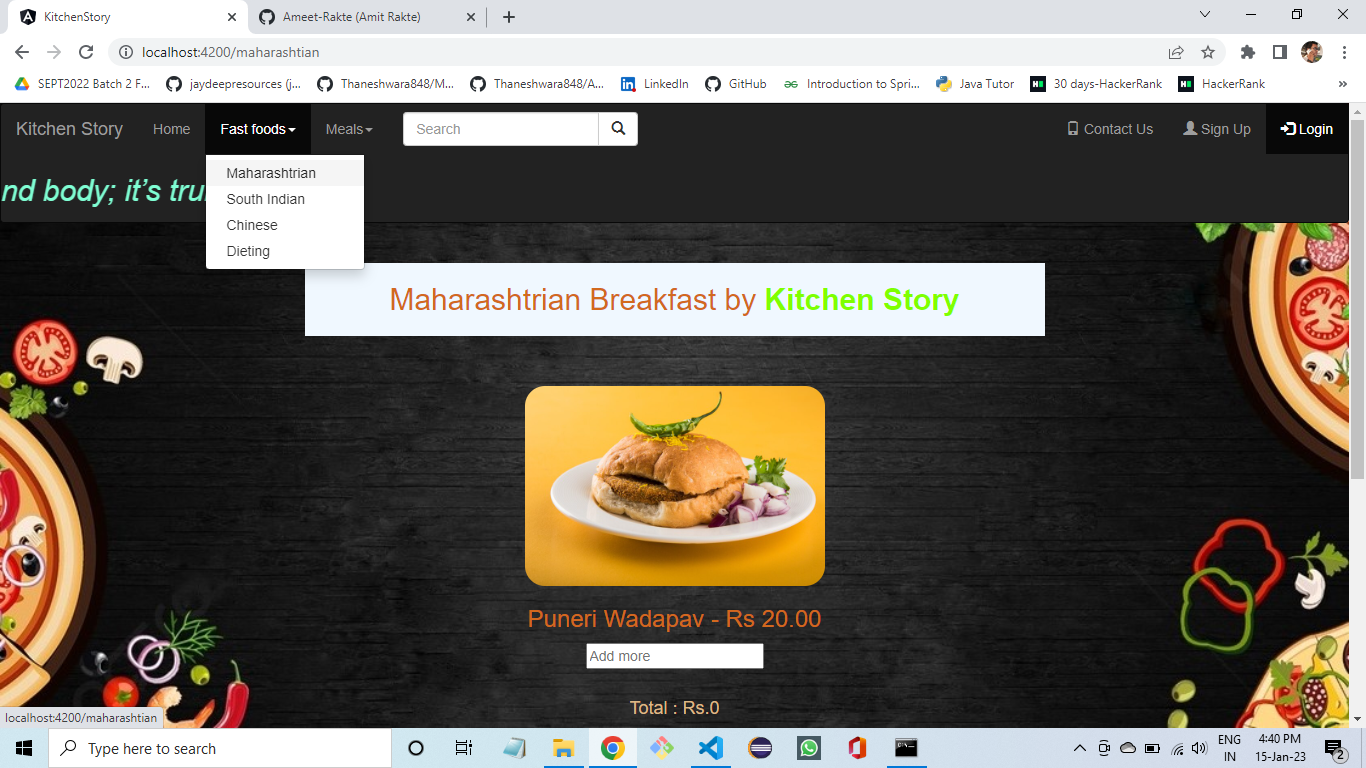 KitchenStory
Ameet-Rakte (Amit Rakte)
localhost:4200/maharashtian
SEPT2022 Batch 2 F... jaydeepresources (j... Thaneshwara848/M... Thaneshwara848/A... LinkedIn GitHub Introduction to Spri... Java Tutor 30 days-HackerRank HackerRank »
Kitchen Story Home Fast foods Meals Search Contact Us Sign Up Login
nd body; it’s tru
Maharashtrian
South Indian
Chinese
Dieting
Maharashtrian Breakfast by Kitchen Story
Puneri Wadapav - Rs 20.00
Add more
Total : Rs.0
localhost:4200/maharashtian
Type here to search
ENG
IN
4:40 PM
15-Jan-23
2